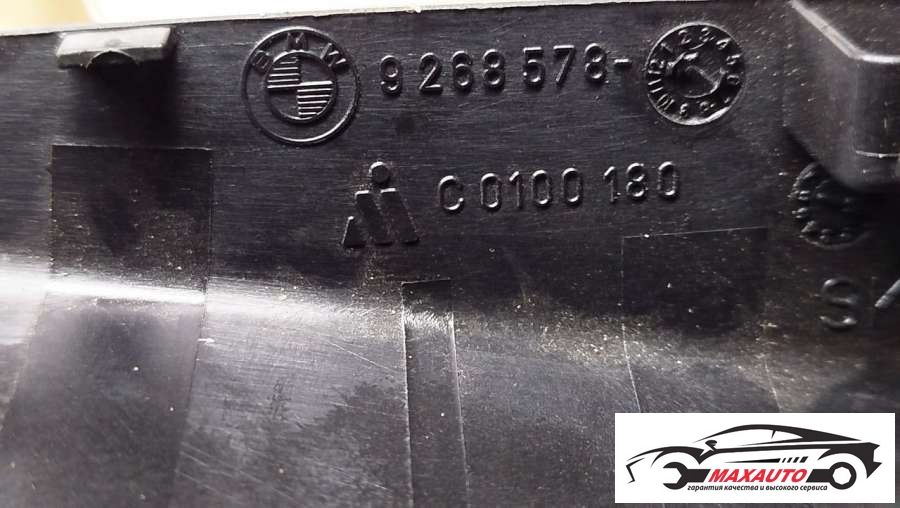 BMW
9 268 578-
C 0100 180
S
MAXAUTO
гарантия качества и высокого сервиса